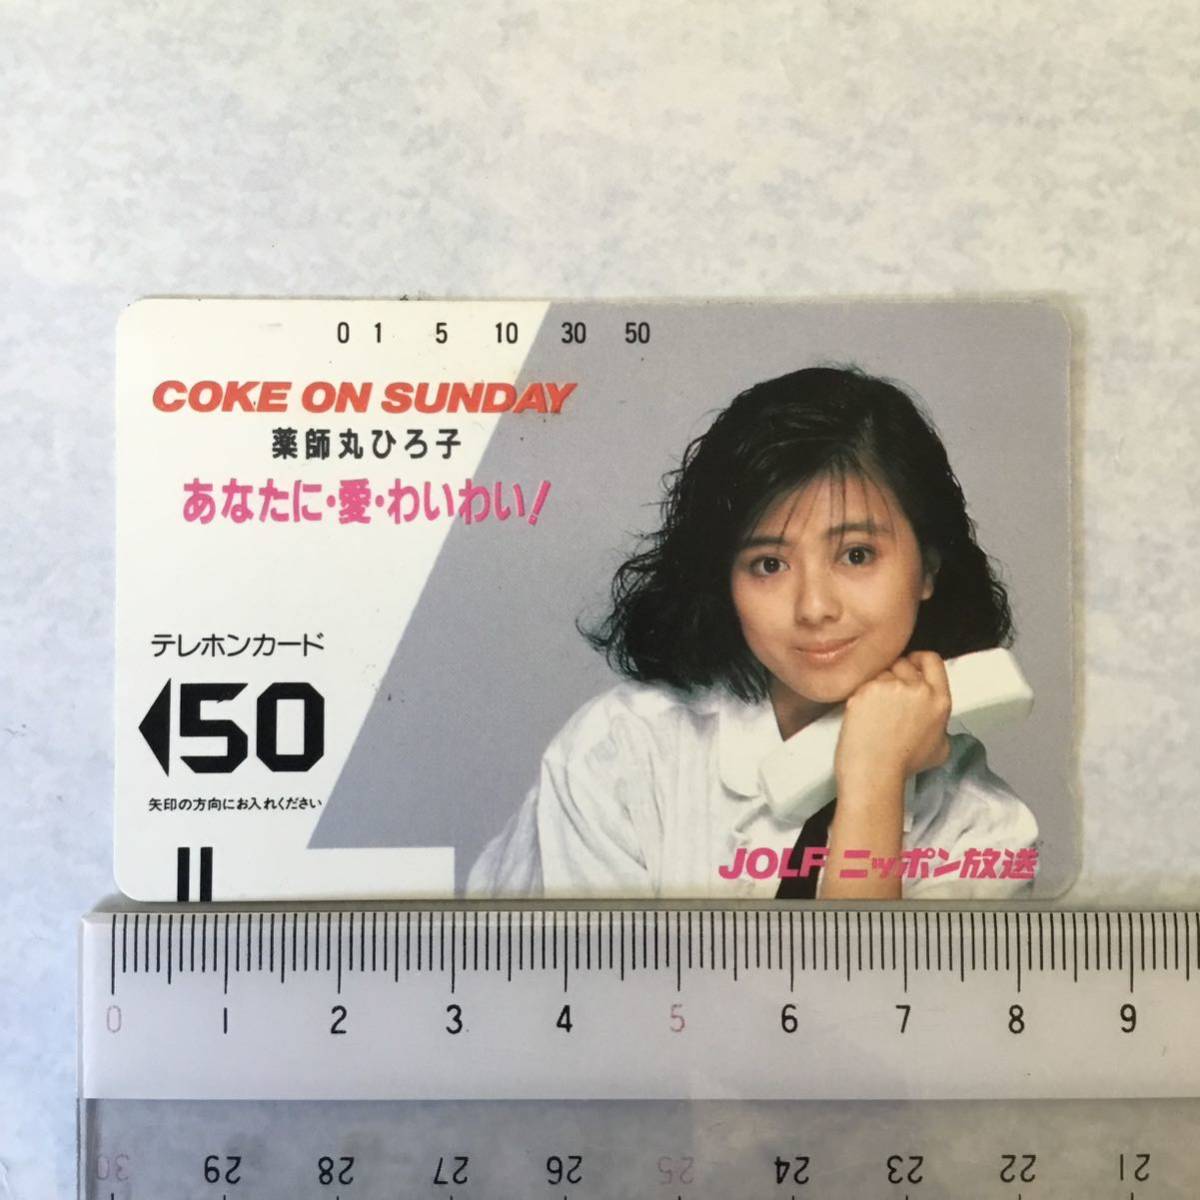 0 1 5 10 30 50
COKE ON SUNDAY
薬師丸ひろ子
あなたに・愛・わいわい!
テレホンカード
50
矢印の方向にお入れください
JOLF ニッポン放送
0 1 2 3 4 5 6 7 8 9
30 29 28 27 26 25 24 23 22 21